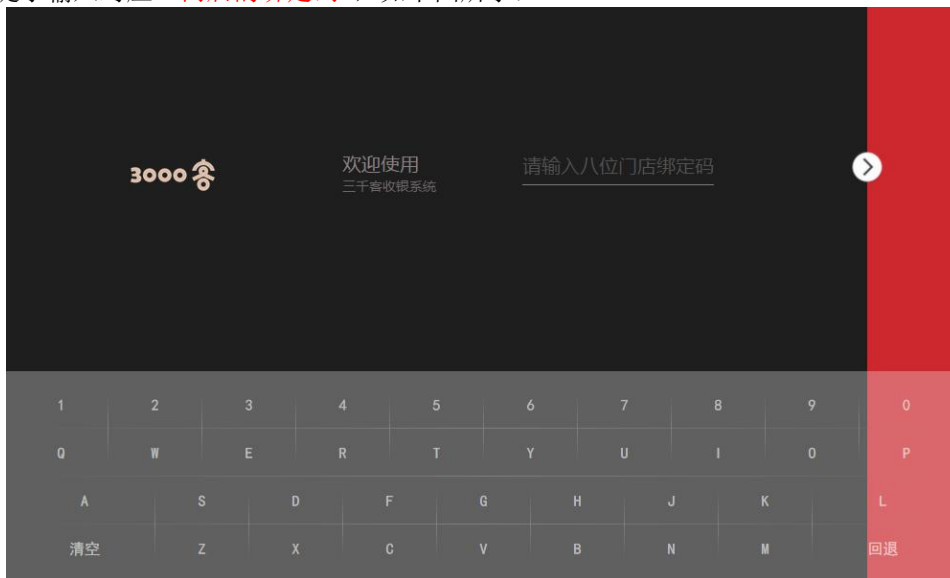 3000客
欢迎使用
三千客收银系统
请输入八位门店绑定码
1 2 3 4 5 6 7 8 9 0
Q W E R T Y U I O P
A S D F G H J K L
清空 Z X C V B N M 回退